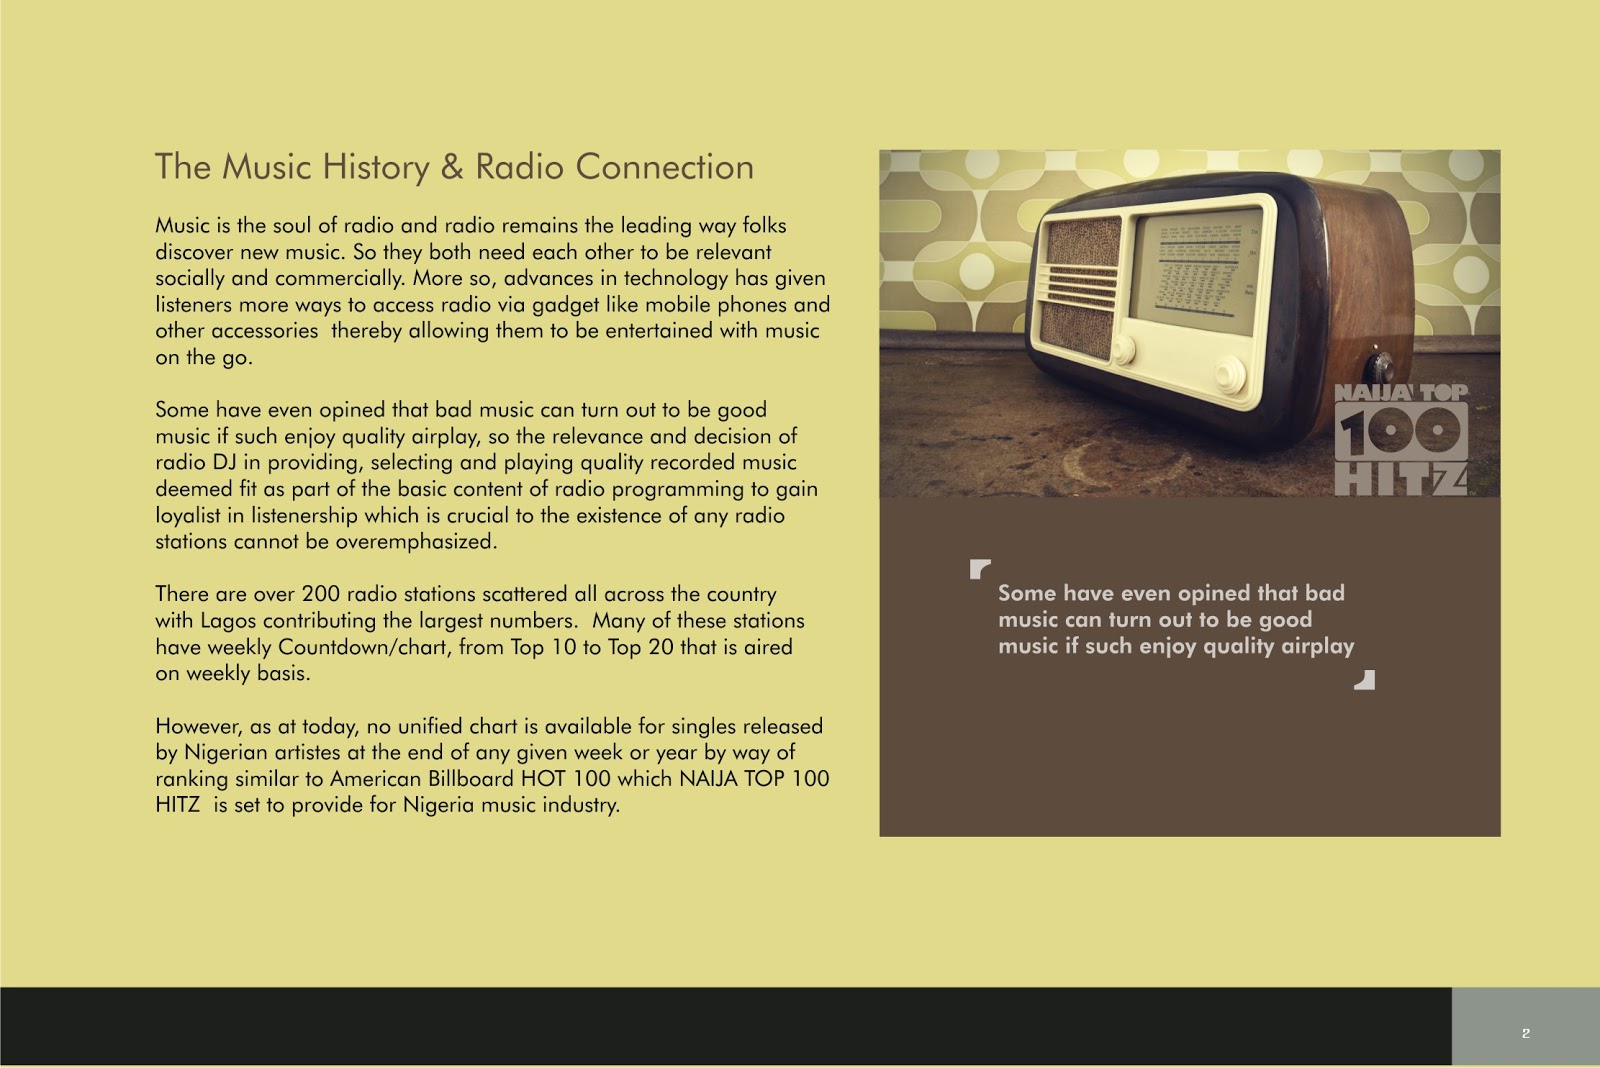 The Music History & Radio Connection
Music is the soul of radio and radio remains the leading way folks
discover new music. So they both need each other to be relevant
socially and commercially. More so, advances in technology has given
listeners more ways to access radio via gadget like mobile phones and
other accessories  thereby allowing them to be entertained with music
on the go.
Some have even opined that bad music can turn out to be good
music if such enjoy quality airplay, so the relevance and decision of
radio DJ in providing, selecting and playing quality recorded music
deemed fit as part of the basic content of radio programming to gain
loyalist in listenership which is crucial to the existence of any radio
stations cannot be overemphasized.
There are over 200 radio stations scattered all across the country
with Lagos contributing the largest numbers.  Many of these stations
have weekly Countdown/chart, from Top 10 to Top 20 that is aired
on weekly basis.
However, as at today, no unified chart is available for singles released
by Nigerian artistes at the end of any given week or year by way of
ranking similar to American Billboard HOT 100 which NAIJA TOP 100
HITZ  is set to provide for Nigeria music industry.
NAIJA' TOP
100
HITZ
Some have even opined that bad
music can turn out to be good
music if such enjoy quality airplay
2